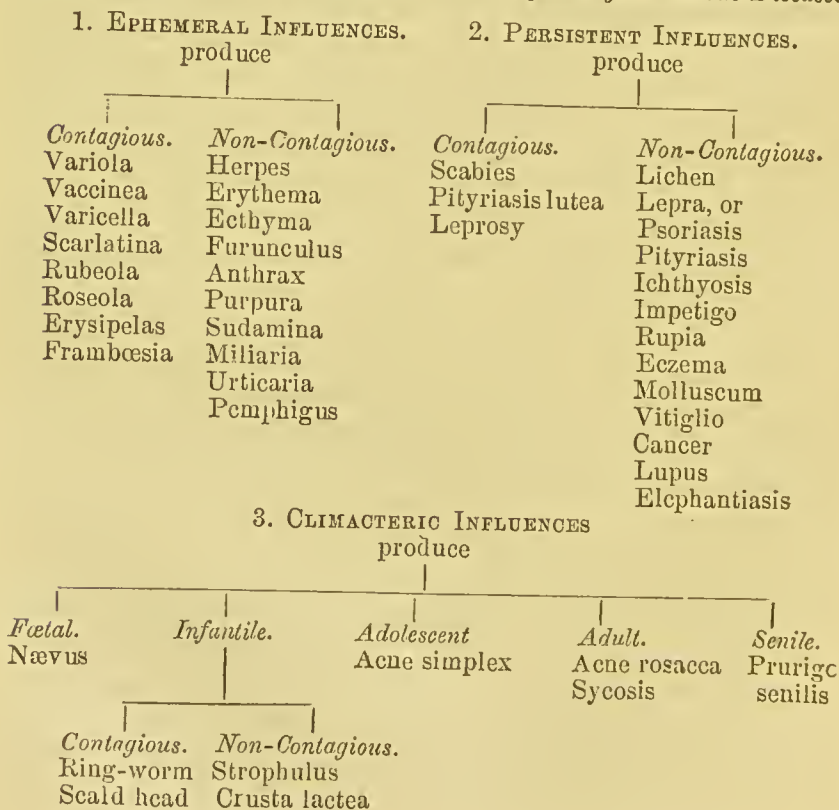 1. EPHEMERAL INFLUENCES.
produce
Contagious.
Variola
Vaccinea
Varicella
Scarlatina
Rubeola
Roseola
Erysipelas
Frambœsia
Non-Contagious.
Herpes
Erythema
Ecthyma
Furunculus
Anthrax
Purpura
Sudamina
Miliaria
Urticaria
Pemphigus
2. PERSISTENT INFLUENCES.
produce
Contagious.
Scabies
Pityriasis lutea
Leprosy
Non-Contagious.
Lichen
Lepra, or
Psoriasis
Pityriasis
Ichthyosis
Impetigo
Rupia
Eczema
Molluscum
Vitiglio
Cancer
Lupus
Elephantiasis
3. CLIMACTERIC INFLUENCES
produce
Fœtal.
Nævus
Infantile.
Contagious.
Ring-worm
Scald head
Non-Contagious.
Strophulus
Crusta lactea
Adolescent
Acne simplex
Adult.
Acne rosacea
Sycosis
Senile.
Prurigo
senilis